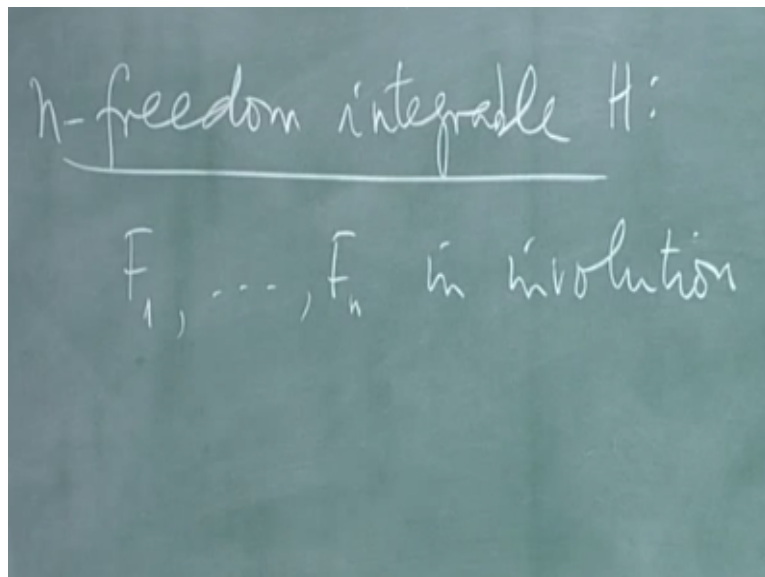 n-freedom integrable H:
F₁, ---, Fₙ in involution